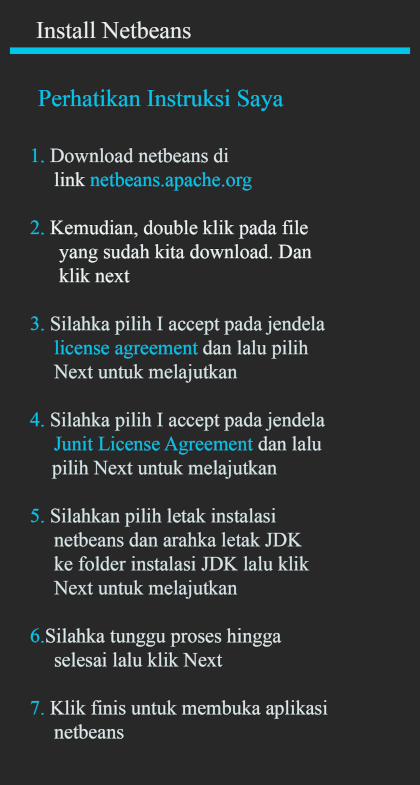 Install Netbeans
Perhatikan Instruksi Saya
1. Download netbeans di
link netbeans.apache.org
2. Kemudian, double klik pada file
yang sudah kita download. Dan
klik next
3. Silahka pilih I accept pada jendela
license agreement dan lalu pilih
Next untuk melajutkan
4. Silahka pilih I accept pada jendela
Junit License Agreement dan lalu
pilih Next untuk melajutkan
5. Silahkan pilih letak instalasi
netbeans dan arahka letak JDK
ke folder instalasi JDK lalu klik
Next untuk melajutkan
6.Silahka tunggu proses hingga
selesai lalu klik Next
7. Klik finis untuk membuka aplikasi
netbeans